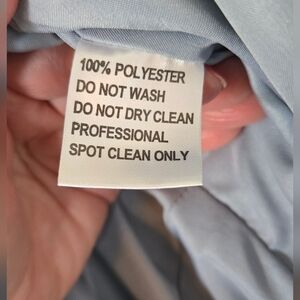 100% POLYESTER
DO NOT WASH
DO NOT DRY CLEAN
PROFESSIONAL
SPOT CLEAN ONLY